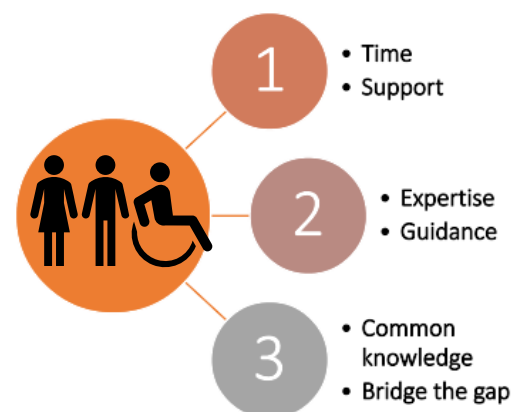 1
• Time
• Support
2
• Expertise
• Guidance
3
• Common
knowledge
• Bridge the gap